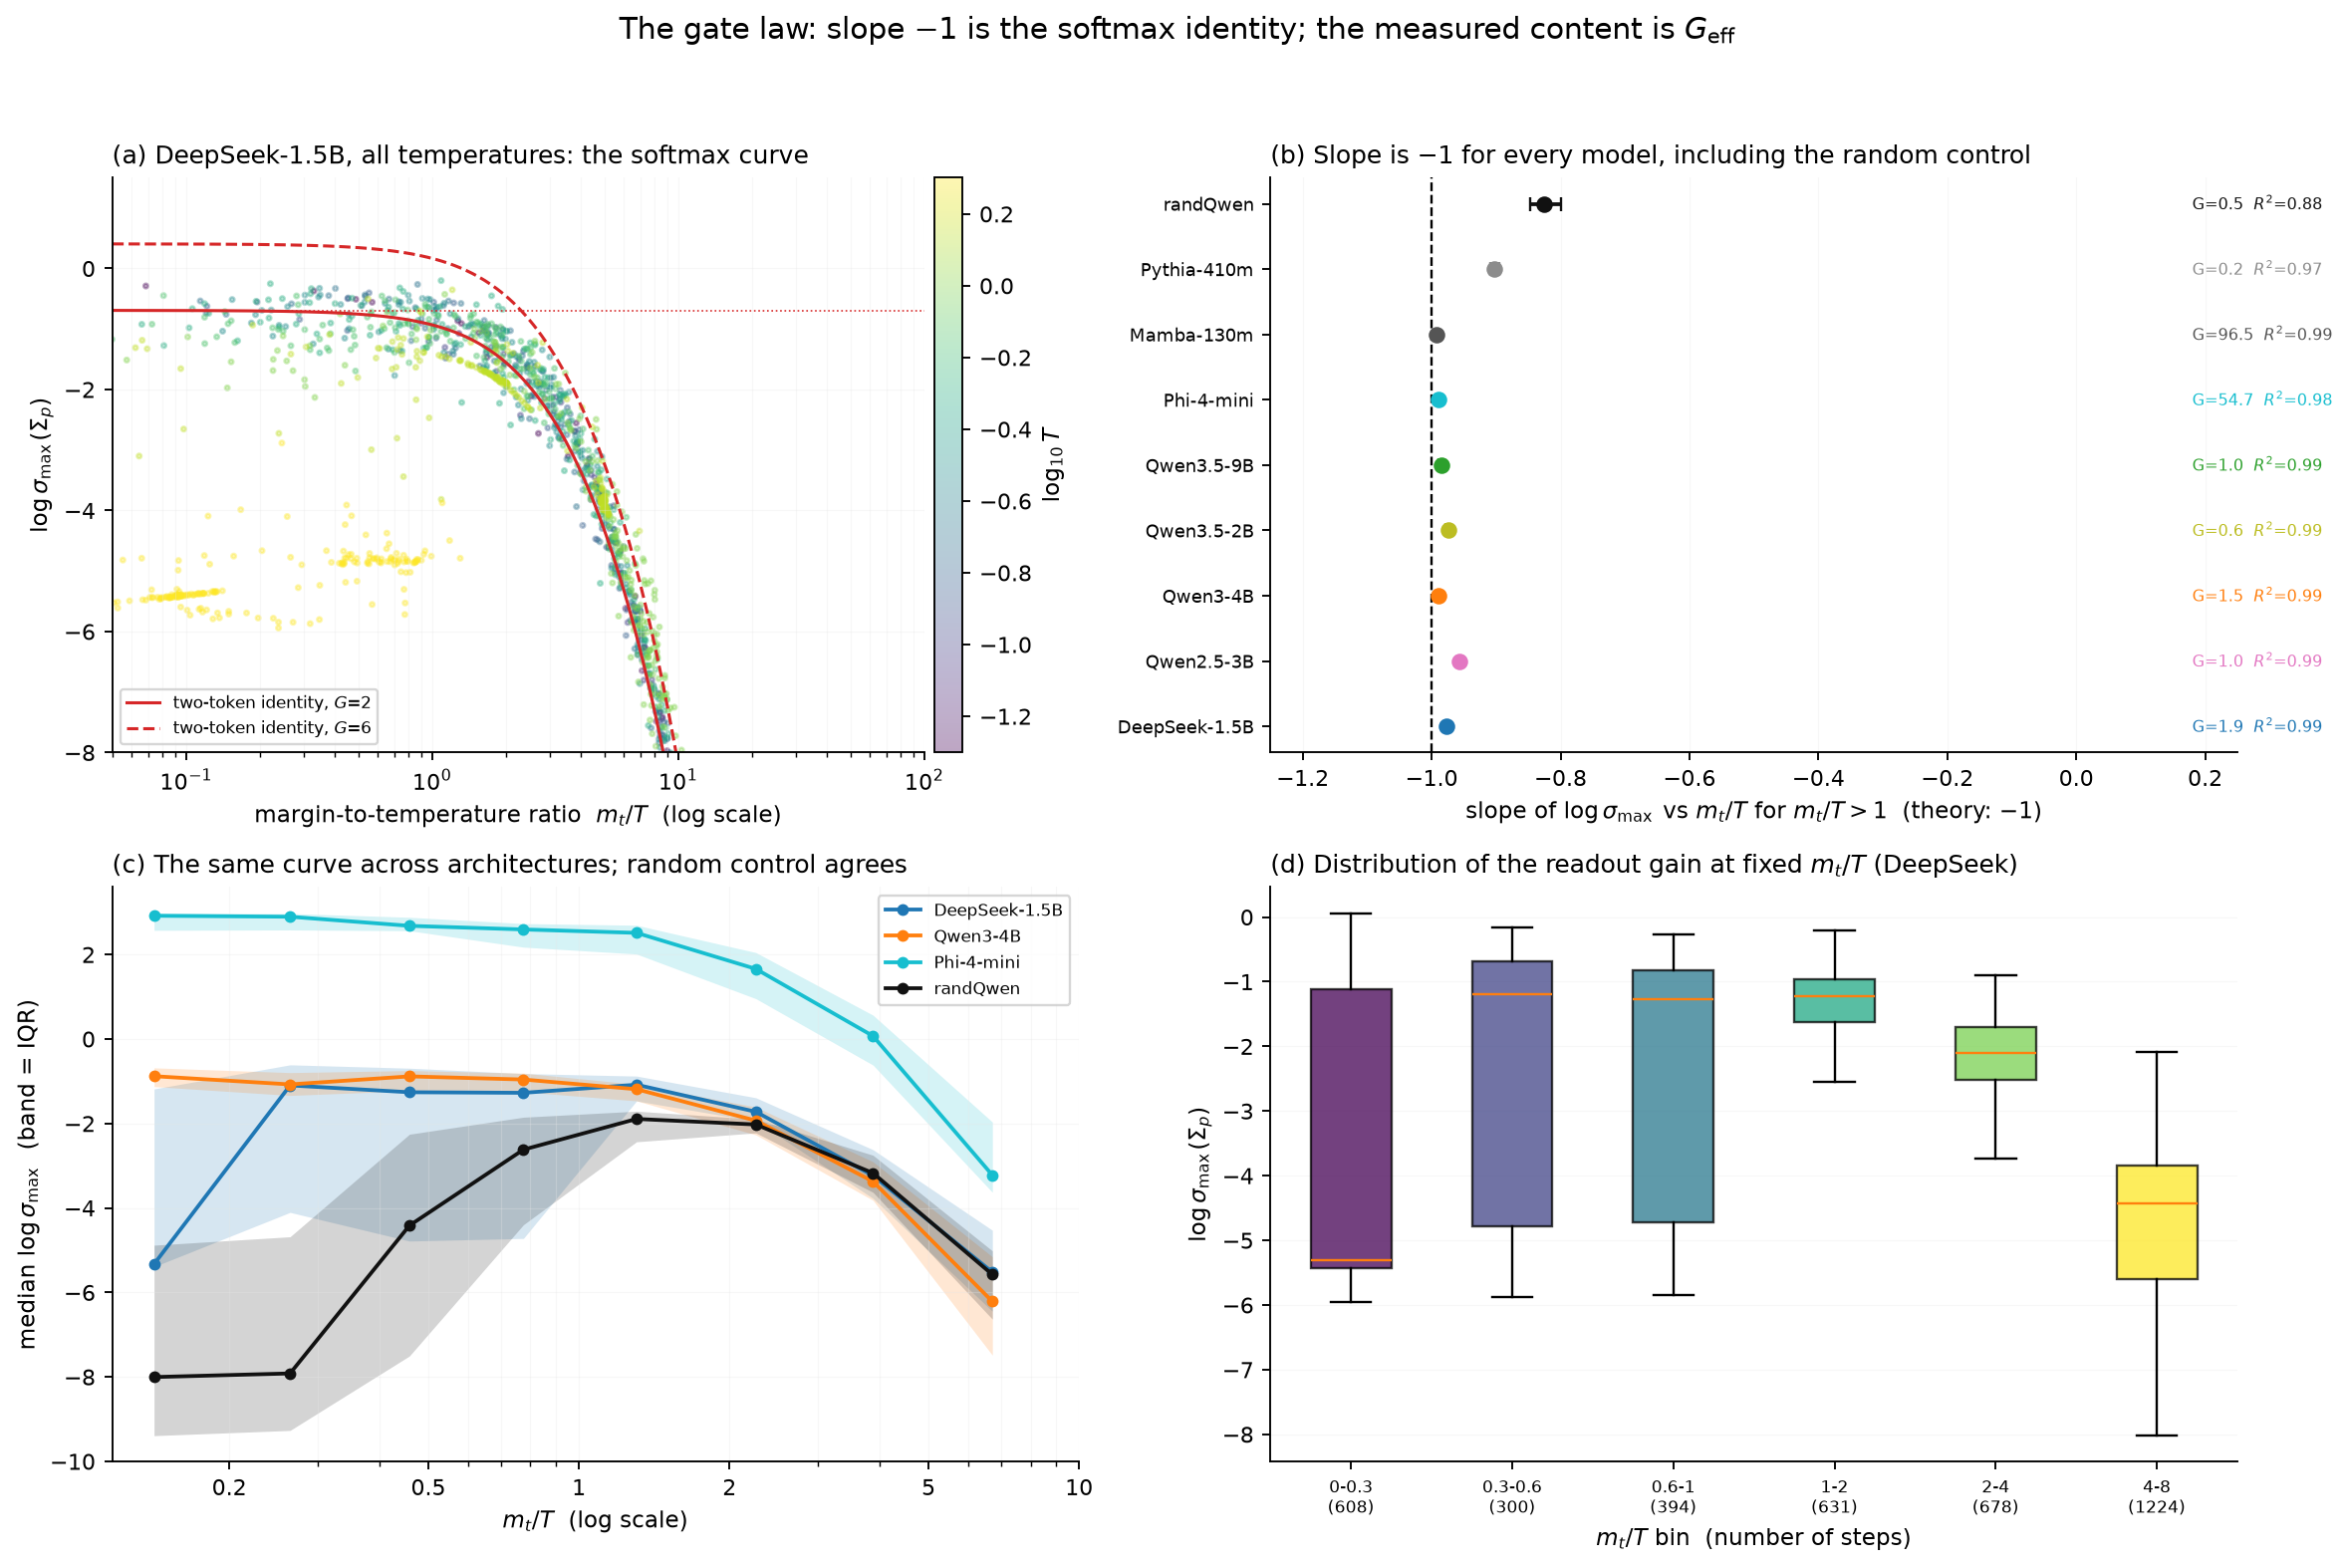 The gate law: slope −1 is the softmax identity; the measured content is G_eff
(a) DeepSeek-1.5B, all temperatures: the softmax curve
0
−2
−4
−6
−8
log σ_max (Σ_p)
10⁻¹
10⁰
10¹
10²
margin-to-temperature ratio m_t/T (log scale)
two-token identity, G=2
two-token identity, G=6
0.2
0.0
−0.2
−0.4
−0.6
−0.8
−1.0
−1.2
log₁₀ T
(b) Slope is −1 for every model, including the random control
randQwen G=0.5 R²=0.88
Pythia-410m G=0.2 R²=0.97
Mamba-130m G=96.5 R²=0.99
Phi-4-mini G=54.7 R²=0.98
Qwen3.5-9B G=1.0 R²=0.99
Qwen3.5-2B G=0.6 R²=0.99
Qwen3-4B G=1.5 R²=0.99
Qwen2.5-3B G=1.0 R²=0.99
DeepSeek-1.5B G=1.9 R²=0.99
−1.2 −1.0 −0.8 −0.6 −0.4 −0.2 0.0 0.2
slope of log σ_max vs m_t/T for m_t/T > 1 (theory: −1)
(c) The same curve across architectures; random control agrees
DeepSeek-1.5B
Qwen3-4B
Phi-4-mini
randQwen
2
0
−2
−4
−6
−8
−10
median log σ_max (band = IQR)
0.2 0.5 1 2 5 10
m_t/T (log scale)
(d) Distribution of the readout gain at fixed m_t/T (DeepSeek)
0
−1
−2
−3
−4
−5
−6
−7
−8
log σ_max (Σ_p)
0-0.3 0.3-0.6 0.6-1 1-2 2-4 4-8
(608) (300) (394) (631) (678) (1224)
m_t/T bin (number of steps)